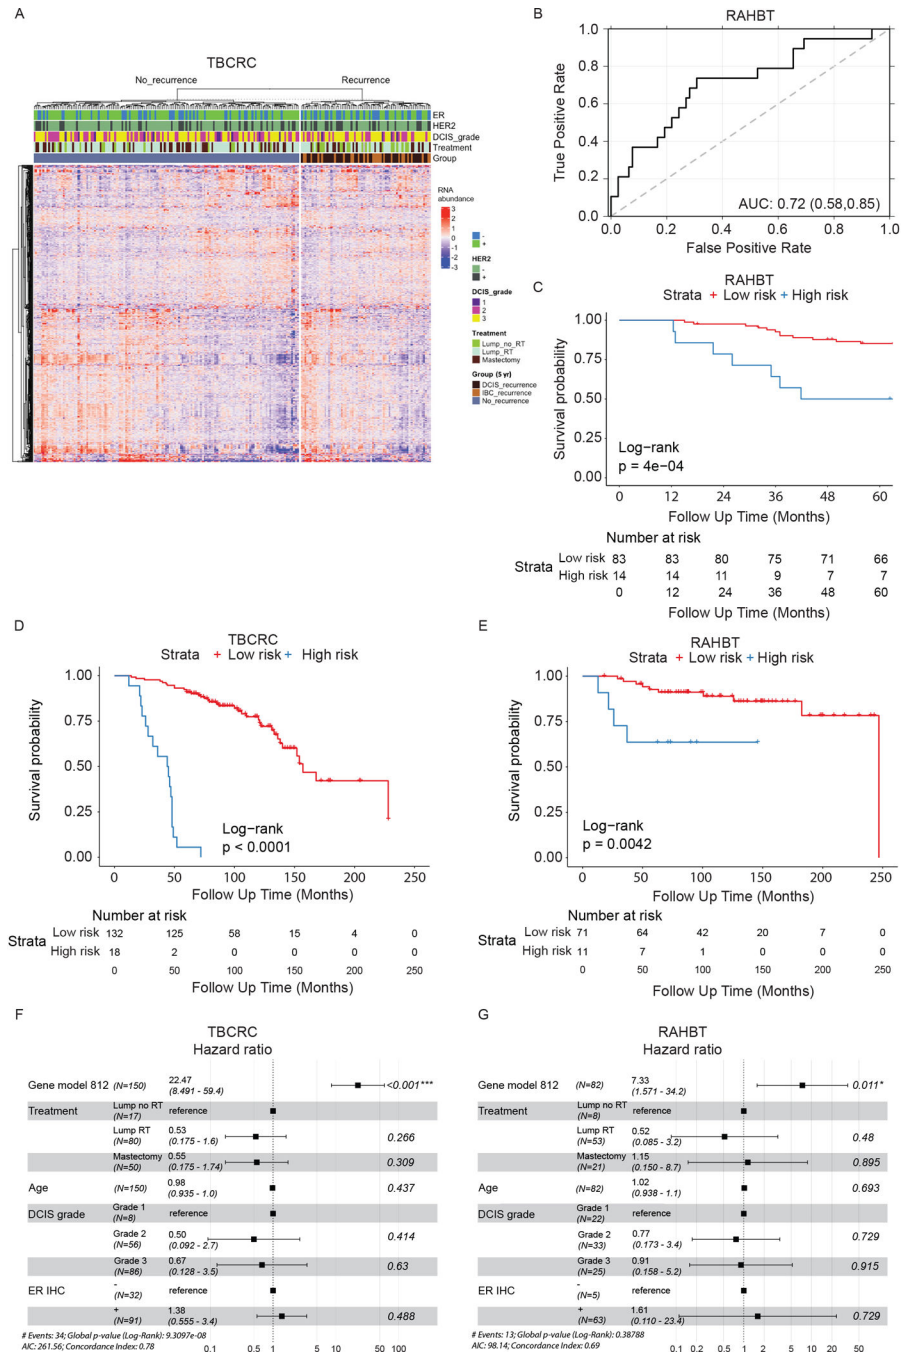 A
TBCRC
No_recurrence
Recurrence
ER
HER2
DCIS_grade
Treatment
Group
RNA
abundance
3
2
1
0
-1
-2
-3
-
+
HER2
-
+
DCIS_grade
1
2
3
Treatment
Lump_no_RT
Lump_RT
Mastectomy
Group (5 yr)
DCIS_recurrence
IBC_recurrence
No_recurrence
B
RAHBT
True Positive Rate
1.0
0.8
0.6
0.4
0.2
0.0
AUC: 0.72 (0.58,0.85)
0.0 0.2 0.4 0.6 0.8 1.0
False Positive Rate
C
RAHBT
Strata + Low risk + High risk
Survival probability
1.00
0.75
0.50
0.25
0.00
Log−rank
p = 4e−04
0 12 24 36 48 60
Follow Up Time (Months)
Number at risk
Strata
Low risk 83 83 80 75 71 66
High risk 14 14 11 9 7 7
0 12 24 36 48 60
Follow Up Time (Months)
D
TBCRC
Strata + Low risk + High risk
Survival probability
1.00
0.75
0.50
0.25
0.00
Log−rank
p < 0.0001
0 50 100 150 200 250
Follow Up Time (Months)
Number at risk
Strata
Low risk 132 125 58 15 4 0
High risk 18 2 0 0 0 0
0 50 100 150 200 250
Follow Up Time (Months)
E
RAHBT
Strata + Low risk + High risk
Survival probability
1.00
0.75
0.50
0.25
0.00
Log−rank
p = 0.0042
0 50 100 150 200 250
Follow Up Time (Months)
Number at risk
Strata
Low risk 71 64 42 20 7 0
High risk 11 7 1 0 0 0
0 50 100 150 200 250
Follow Up Time (Months)
F
TBCRC
Hazard ratio
Gene model 812 (N=150) 22.47 (8.491 - 59.4) <0.001***
Treatment Lump no RT (N=17) reference
Lump RT (N=80) 0.53 (0.175 - 1.6) 0.266
Mastectomy (N=50) 0.55 (0.175 - 1.74) 0.309
Age (N=150) 0.98 (0.935 - 1.0) 0.437
DCIS grade Grade 1 (N=8) reference
Grade 2 (N=56) 0.50 (0.092 - 2.7) 0.414
Grade 3 (N=86) 0.67 (0.128 - 3.5) 0.63
ER IHC - (N=32) reference
+ (N=91) 1.38 (0.555 - 3.4) 0.488
# Events: 34; Global p-value (Log-Rank): 9.3097e-08
AIC: 261.56; Concordance Index: 0.78
0.1 0.5 1 5 10 50 100
G
RAHBT
Hazard ratio
Gene model 812 (N=82) 7.33 (1.571 - 34.2) 0.011*
Treatment Lump no RT (N=8) reference
Lump RT (N=53) 0.52 (0.085 - 3.2) 0.48
Mastectomy (N=21) 1.15 (0.150 - 8.7) 0.895
Age (N=82) 1.02 (0.938 - 1.1) 0.693
DCIS grade Grade 1 (N=22) reference
Grade 2 (N=33) 0.77 (0.173 - 3.4) 0.729
Grade 3 (N=25) 0.91 (0.158 - 5.2) 0.915
ER IHC - (N=5) reference
+ (N=63) 1.61 (0.110 - 23.4) 0.729
# Events: 13; Global p-value (Log-Rank): 0.38788
AIC: 98.14; Concordance Index: 0.69
0.1 0.2 0.5 1 2 5 10 20 50